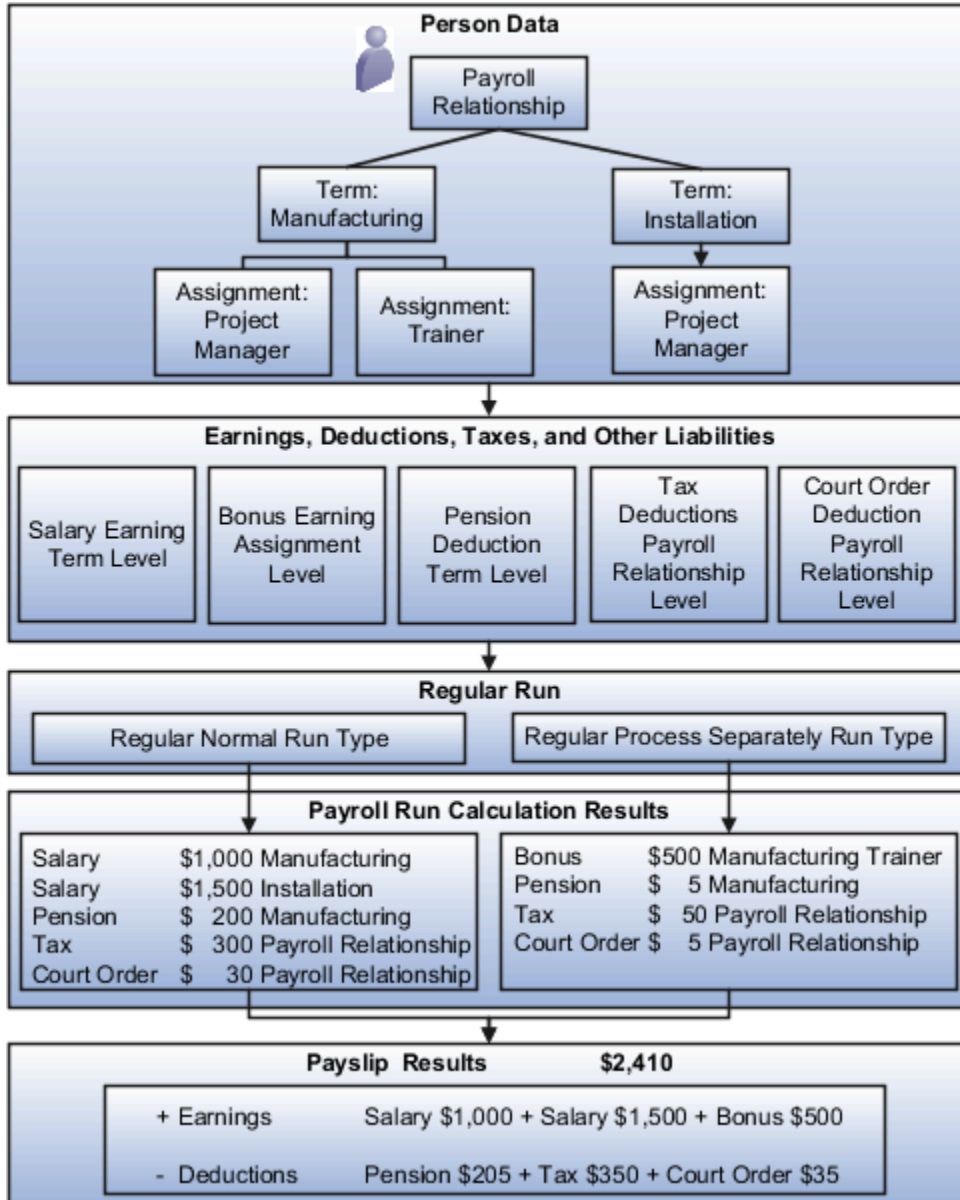 Person Data
Payroll
Relationship
Term:
Manufacturing
Term:
Installation
Assignment:
Project
Manager
Assignment:
Trainer
Assignment:
Project
Manager
Earnings, Deductions, Taxes, and Other Liabilities
Salary Earning
Term Level
Bonus Earning
Assignment
Level
Pension
Deduction
Term Level
Tax
Deductions
Payroll
Relationship
Level
Court Order
Deduction
Payroll
Relationship
Level
Regular Run
Regular Normal Run Type
Regular Process Separately Run Type
Payroll Run Calculation Results
Salary $1,000 Manufacturing
Salary $1,500 Installation
Pension $ 200 Manufacturing
Tax $ 300 Payroll Relationship
Court Order $ 30 Payroll Relationship
Bonus $500 Manufacturing Trainer
Pension $ 5 Manufacturing
Tax $ 50 Payroll Relationship
Court Order $ 5 Payroll Relationship
Payslip Results $2,410
+ Earnings Salary $1,000 + Salary $1,500 + Bonus $500
- Deductions Pension $205 + Tax $350 + Court Order $35